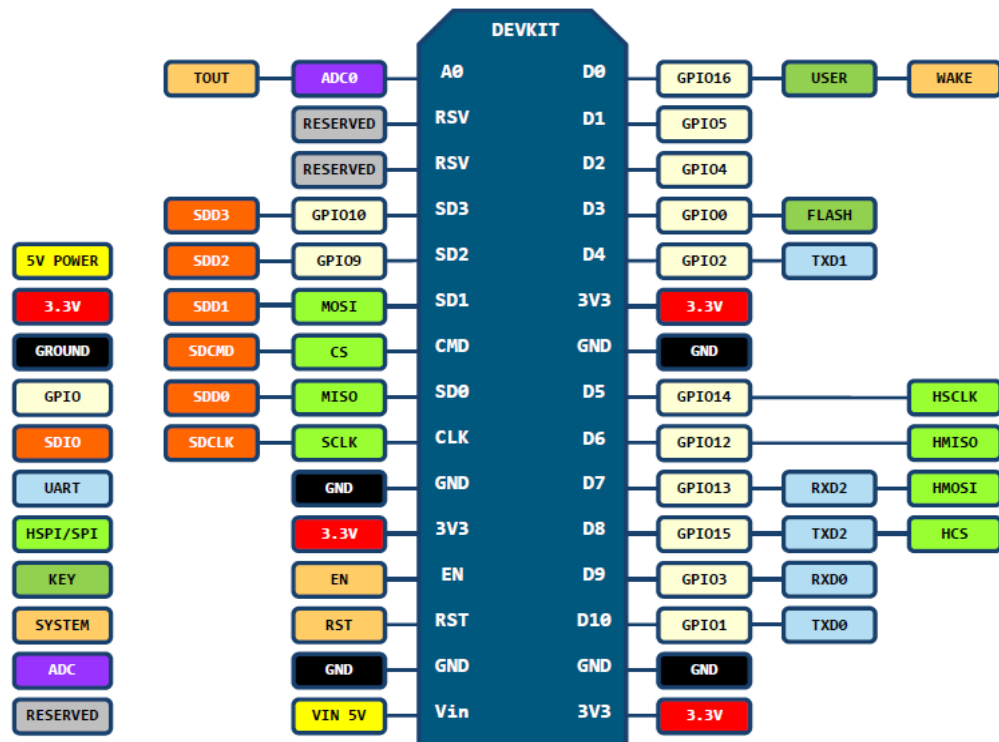 DEVKIT
TOUT ADC0 A0 D0 GPIO16 USER WAKE
RESERVED RSV D1 GPIO5
RESERVED RSV D2 GPIO4
SDD3 GPIO10 SD3 D3 GPIO0 FLASH
5V POWER SDD2 GPIO9 SD2 D4 GPIO2 TXD1
3.3V SDD1 MOSI SD1 3V3 3.3V
GROUND SDCMD CS CMD GND GND
GPIO SDD0 MISO SD0 D5 GPIO14 HSCLK
SDIO SDCLK SCLK CLK D6 GPIO12 HMISO
UART GND GND D7 GPIO13 RXD2 HMOSI
HSPI/SPI 3.3V 3V3 D8 GPIO15 TXD2 HCS
KEY EN EN D9 GPIO3 RXD0
SYSTEM RST RST D10 GPIO1 TXD0
ADC GND GND GND GND
RESERVED VIN 5V Vin 3V3 3.3V